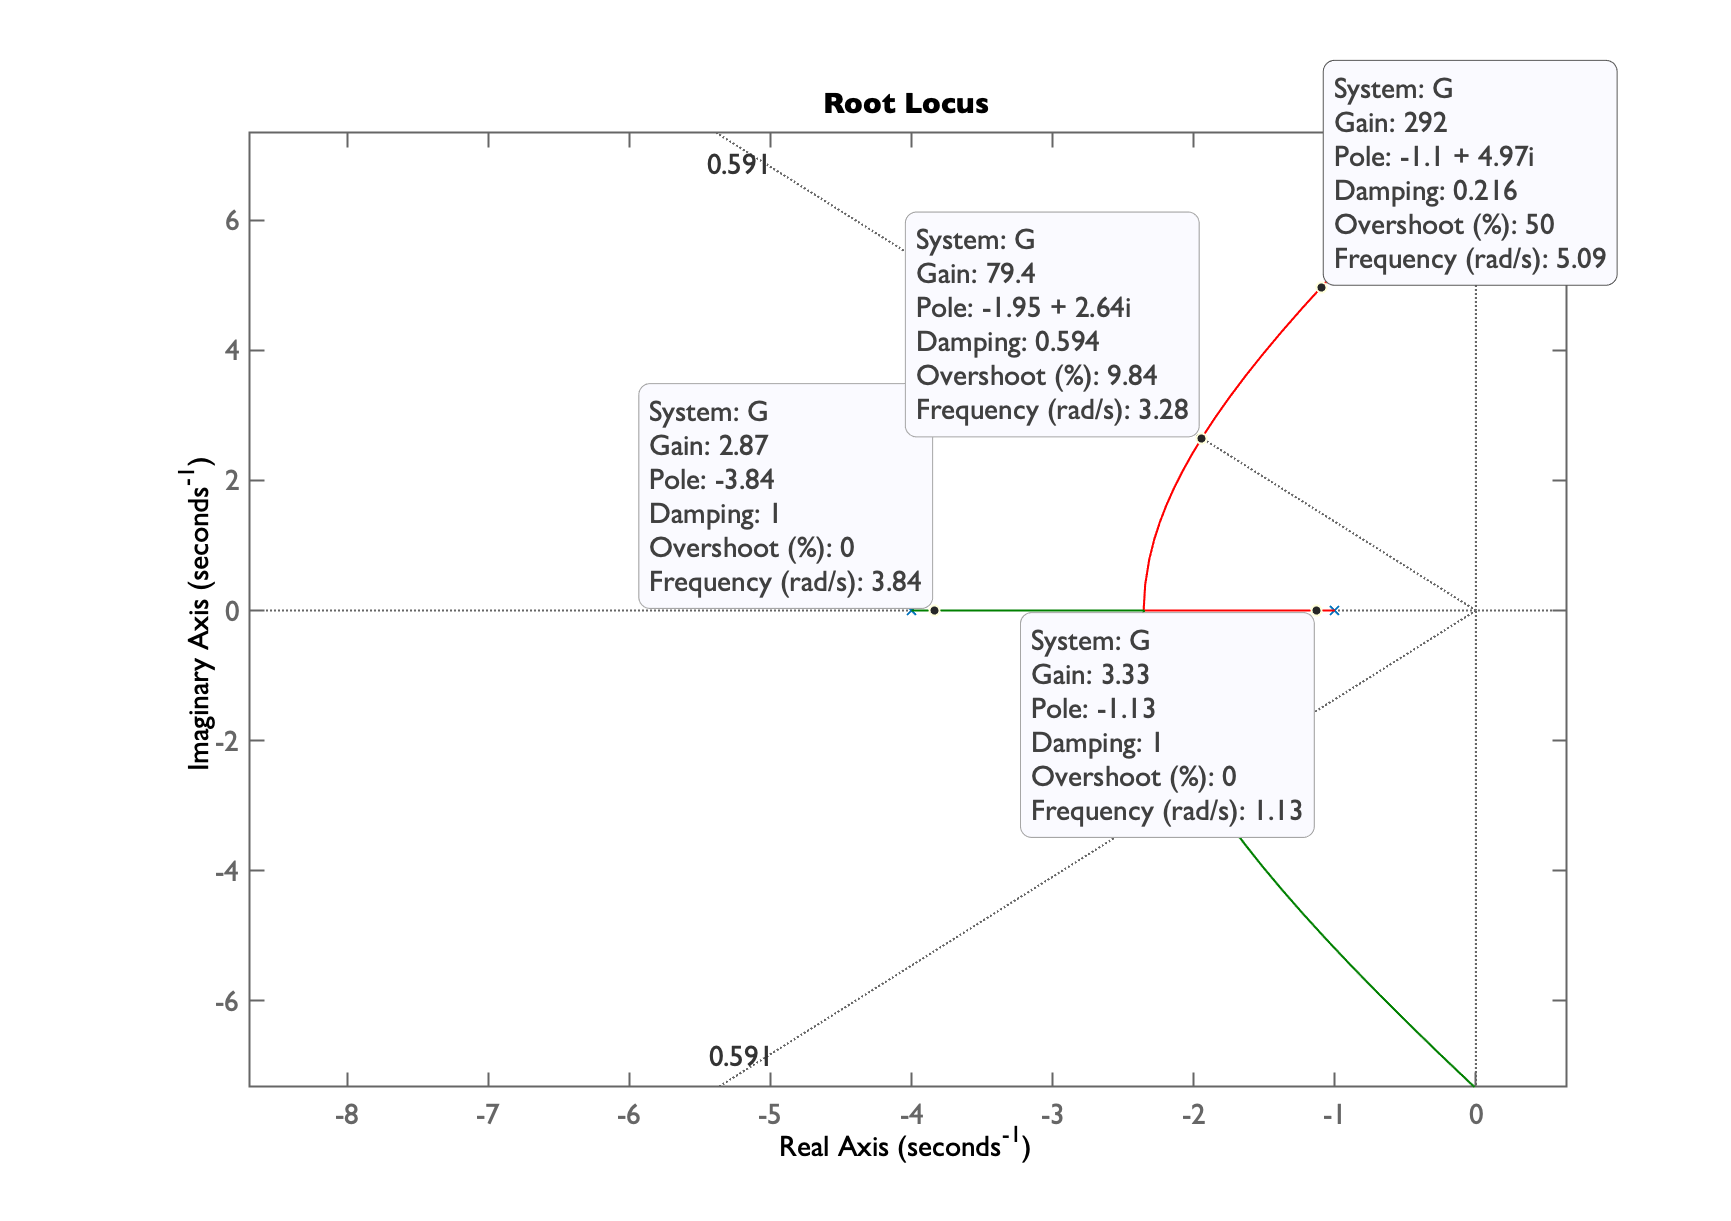 Root Locus
System: G
Gain: 292
Pole: -1.1 + 4.97i
Damping: 0.216
Overshoot (%): 50
Frequency (rad/s): 5.09
0.591
System: G
Gain: 79.4
Pole: -1.95 + 2.64i
Damping: 0.594
Overshoot (%): 9.84
Frequency (rad/s): 3.28
System: G
Gain: 2.87
Pole: -3.84
Damping: 1
Overshoot (%): 0
Frequency (rad/s): 3.84
System: G
Gain: 3.33
Pole: -1.13
Damping: 1
Overshoot (%): 0
Frequency (rad/s): 1.13
0.591
6
4
2
0
-2
-4
-6
Imaginary Axis (seconds⁻¹)
-8 -7 -6 -5 -4 -3 -2 -1 0
Real Axis (seconds⁻¹)